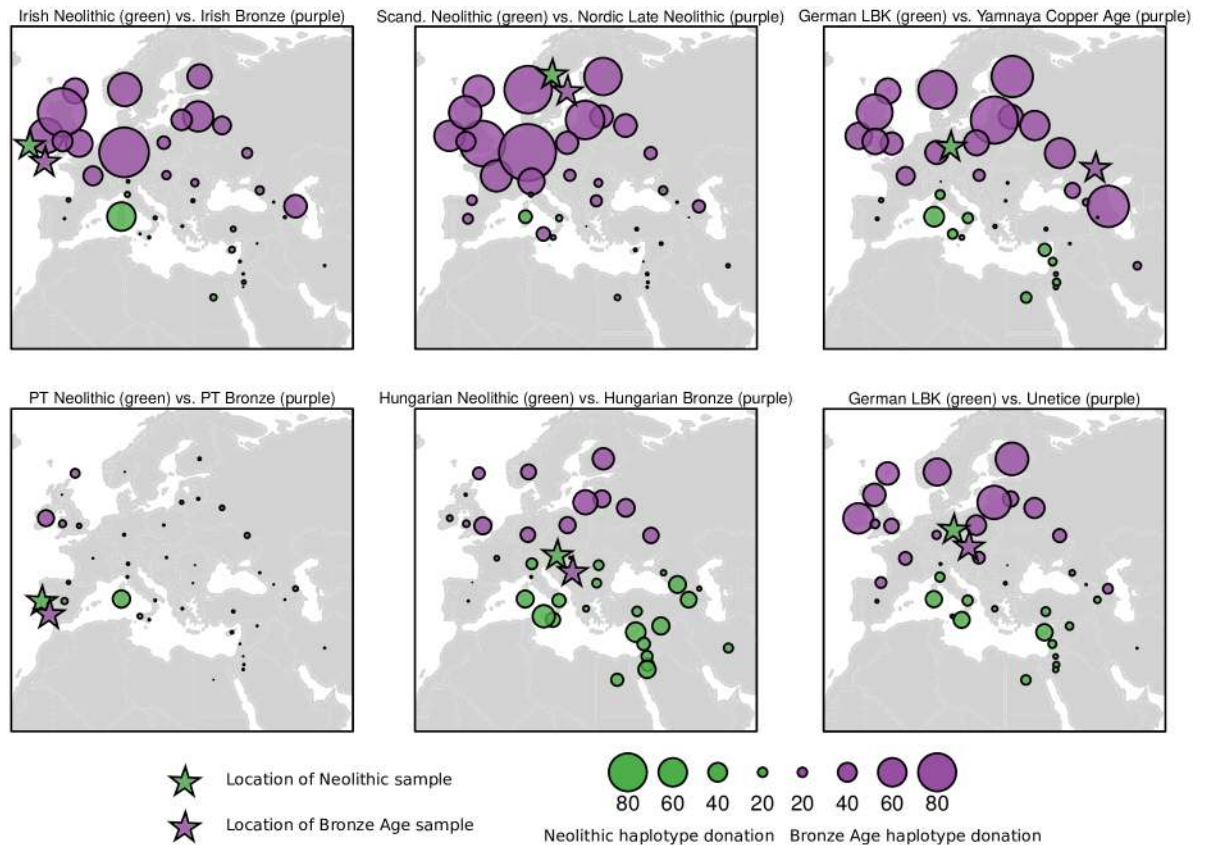 Irish Neolithic (green) vs. Irish Bronze (purple)
Scand. Neolithic (green) vs. Nordic Late Neolithic (purple)
German LBK (green) vs. Yamnaya Copper Age (purple)
PT Neolithic (green) vs. PT Bronze (purple)
Hungarian Neolithic (green) vs. Hungarian Bronze (purple)
German LBK (green) vs. Unetice (purple)
Location of Neolithic sample
Location of Bronze Age sample
80 60 40 20 20 40 60 80
Neolithic haplotype donation Bronze Age haplotype donation